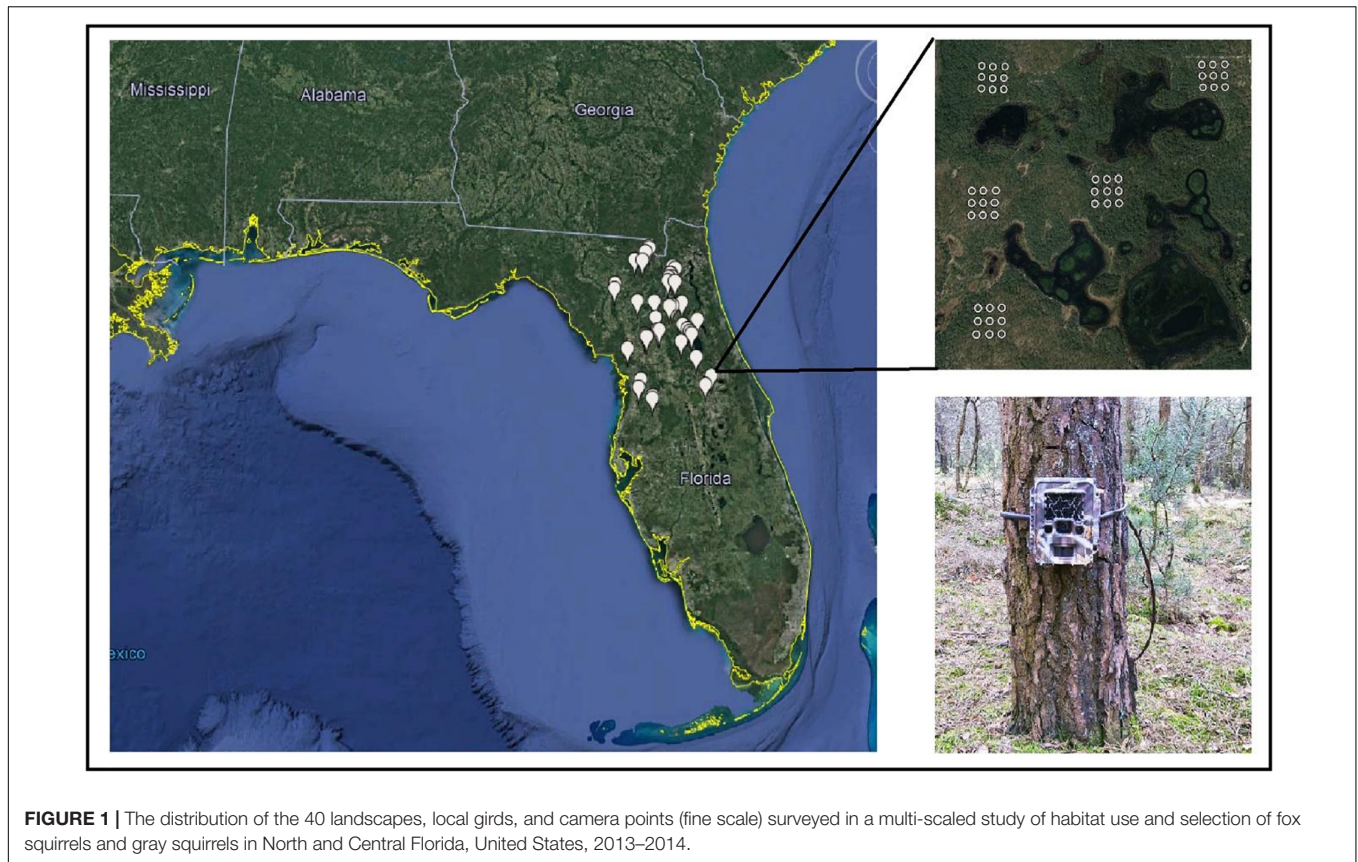 Mississippi
Alabama
Georgia
Florida
exico
FIGURE 1 | The distribution of the 40 landscapes, local girds, and camera points (fine scale) surveyed in a multi-scaled study of habitat use and selection of fox
squirrels and gray squirrels in North and Central Florida, United States, 2013–2014.